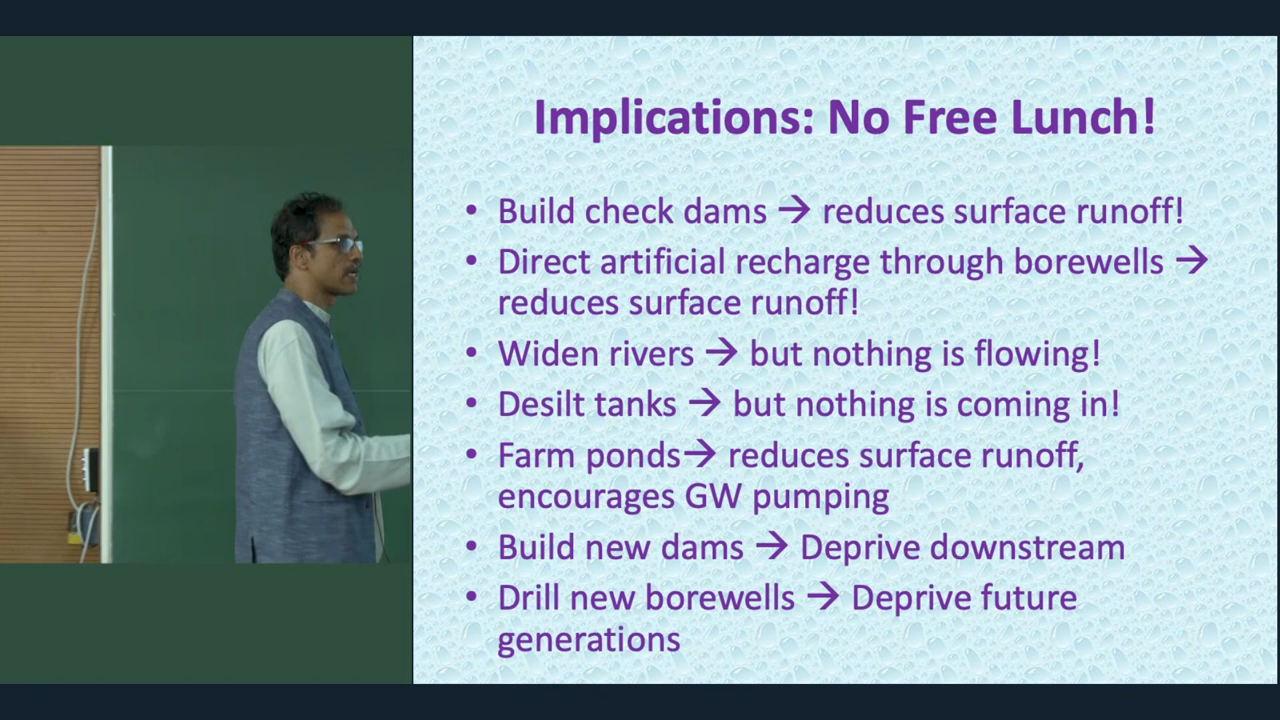 Implications: No Free Lunch!
• Build check dams → reduces surface runoff!
• Direct artificial recharge through borewells →
reduces surface runoff!
• Widen rivers → but nothing is flowing!
• Desilt tanks → but nothing is coming in!
• Farm ponds→ reduces surface runoff,
encourages GW pumping
• Build new dams → Deprive downstream
• Drill new borewells → Deprive future
generations